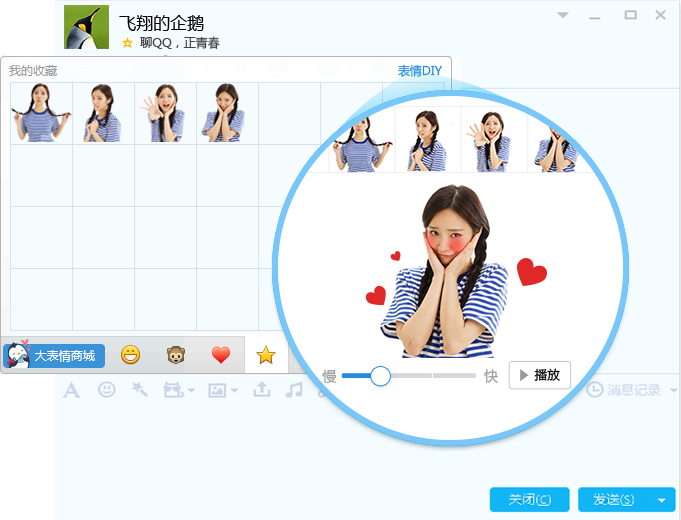 飞翔的企鹅
聊QQ，正青春
我的收藏
表情DIY
慢
快
播放
大表情商城
消息记录
关闭(C)
发送(S)